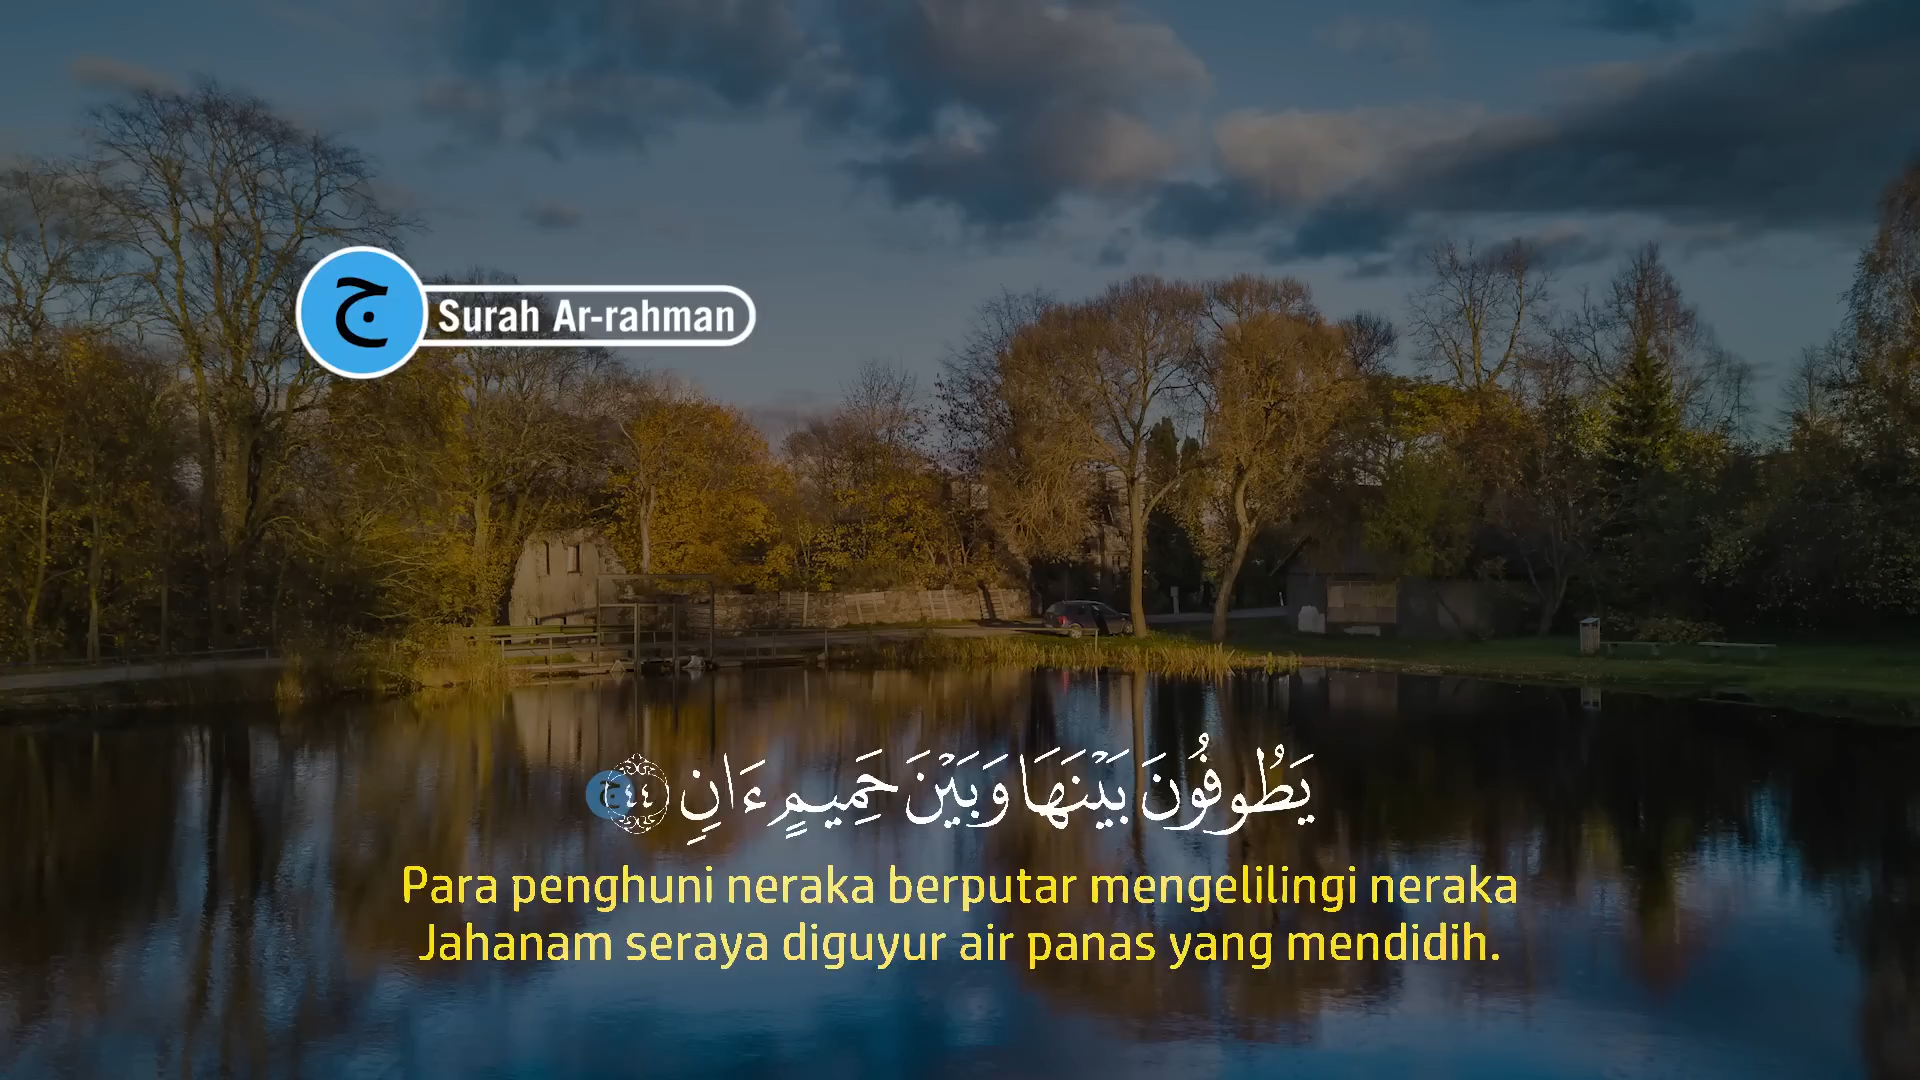 ج
Surah Ar-rahman
يَطُوفُونَ بَيْنَهَا وَبَيْنَ حَمِيمٍ ءَانٍ ٤٤
ج
Para penghuni neraka berputar mengelilingi neraka
Jahanam seraya diguyur air panas yang mendidih.